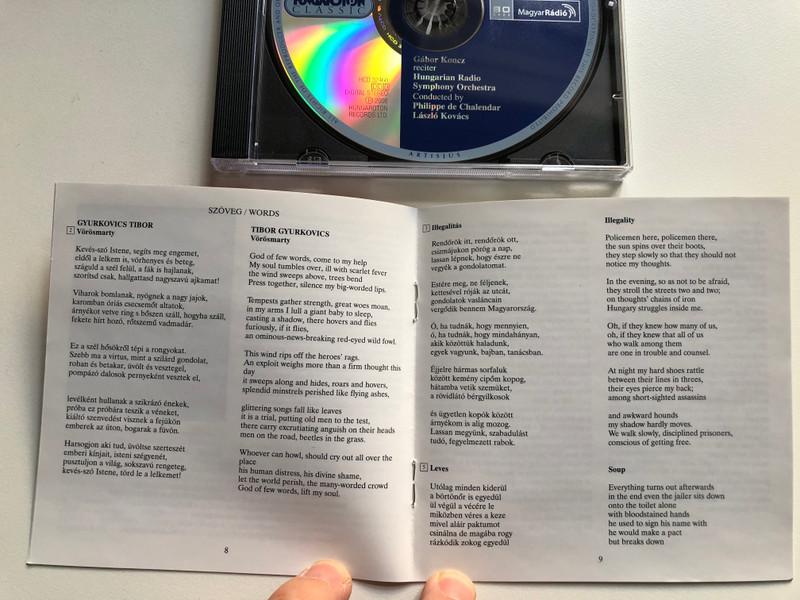 CLASSIC
MagyarRádió
Gábor Koncz
reciter
Hungarian Radio
Symphony Orchestra
Conducted by
Philippe de Chalendar
László Kovács
DIGITAL STEREO
HUNGAROTON
RECORDS LTD.
ARTISJUS
SZÖVEG / WORDS
GYURKOVICS TIBOR
2 Vörösmarty
Kevés-szó Istene, segíts meg engemet,
eldől a lelkem is, vörhenyes és beteg,
száguld a szél felül, a fák is hajlanak,
szorítsd csak, hallgattasd nagyszavú ajkamat!
Viharok bomlanak, nyögnek a nagy jajok,
karomban óriás csecsemőt altatok,
árnyékot vetve ring s bőszen száll, hogyha száll,
fekete hírt hozó, rőtszemű vadmadár.
Ez a szél hősökről tépi a rongyokat.
Szebb ma a virtus, mint a szilárd gondolat,
rohan és betakar, üvölt és vesztegel,
pompázó dalosok pernyeként vesztek el,
levélként hullanak a szikrázó énekek,
próba ez próbára teszik a véneket,
kiáltó szenvedést visznek a fejükön
emberek az úton, bogarak a füvön.
Harsogjon aki tud, üvöltse szerteszét
emberi kínjait, isteni szégyenét,
pusztuljon a világ, sokszavú rengeteg,
kevés-szó Istene, törd le a lelkemet!
TIBOR GYURKOVICS
Vörösmarty
God of few words, come to my help
My soul tumbles over, ill with scarlet fever
the wind sweeps above, trees bend
Press together, silence my big-worded lips.
Tempests gather strength, great woes moan,
in my arms I lull a giant baby to sleep,
casting a shadow, there hovers and flies
furiously, if it flies,
an ominous-news-breaking red-eyed wild fowl.
This wind rips off the heroes' rags.
An exploit weighs more than a firm thought this
day
it sweeps along and hides, roars and hovers,
splendid minstrels perished like flying ashes,
glittering songs fall like leaves
it is a trial, putting old men to the test,
there carry excrutiating anguish on their heads
men on the road, beetles in the grass.
Whoever can howl, should cry out all over the
place
his human distress, his divine shame,
let the world perish, the many-worded crowd
God of few words, lift my soul.
8
3 Illegalitás
Rendőrök itt, rendőrök ott,
csizmájukon pörög a nap,
lassan lépnek, hogy észre ne
vegyék a gondolatomat.
Estére meg, ne féljenek,
kettesével róják az utcát,
gondolatok vasláncain
vergődik bennem Magyarország.
Ó, ha tudnák, hogy mennyien,
ó, ha tudnák, hogy mindahányan,
akik közöttük haladunk,
egyek vagyunk, bajban, tanácsban.
Éjjelre hármas sorfaluk
között kemény cipőm kopog,
hátamba vetik szemüket,
a rövidlátó bérgyilkosok
és ügyetlen kopók között
árnyékom is alig mozog.
Lassan megyünk, szabadulást
tudó, fegyelmezett rabok.
5 Leves
Utólag minden kiderül
a börtönőr is egyedűl
ül végül a vécére le
miközben véres a keze
mivel aláír paktumot
csinálna de magába rogy
rázkódik zokog egyedül
Illegality
Policemen here, policemen there,
the sun spins over their boots,
they step slowly so that they should not
notice my thoughts.
In the evening, so as not to be afraid,
they stroll the streets two and two;
on thoughts' chains of iron
Hungary struggles inside me.
Oh, if they knew how many of us,
oh, if they knew that all of us
who walk among them
are one in trouble and counsel.
At night my hard shoes rattle
between their lines in threes,
their eyes pierce my back;
among short-sighted assassins
and awkward hounds
my shadow hardly moves.
We walk slowly, disciplined prisoners,
conscious of getting free.
Soup
Everything turns out afterwards
in the end even the jailer sits down
onto the toilet alone
with bloodstained hands
he used to sign his name with
he would make a pact
but breaks down
9